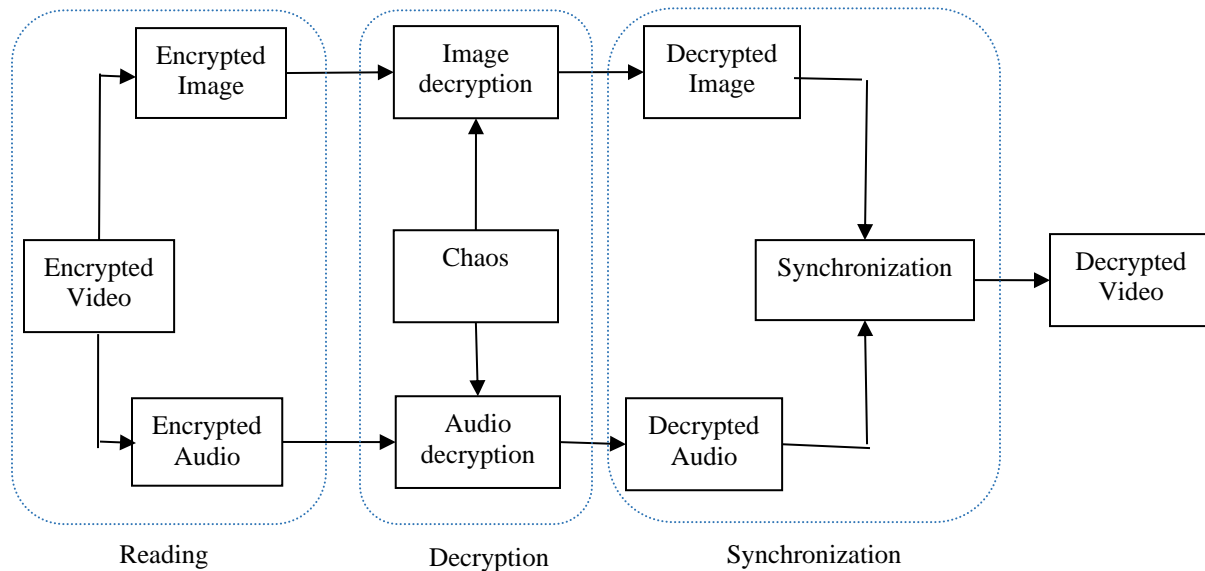 Encrypted
Image
Image
decryption
Decrypted
Image
Encrypted
Video
Chaos
Synchronization
Decrypted
Video
Encrypted
Audio
Audio
decryption
Decrypted
Audio
Reading
Decryption
Synchronization